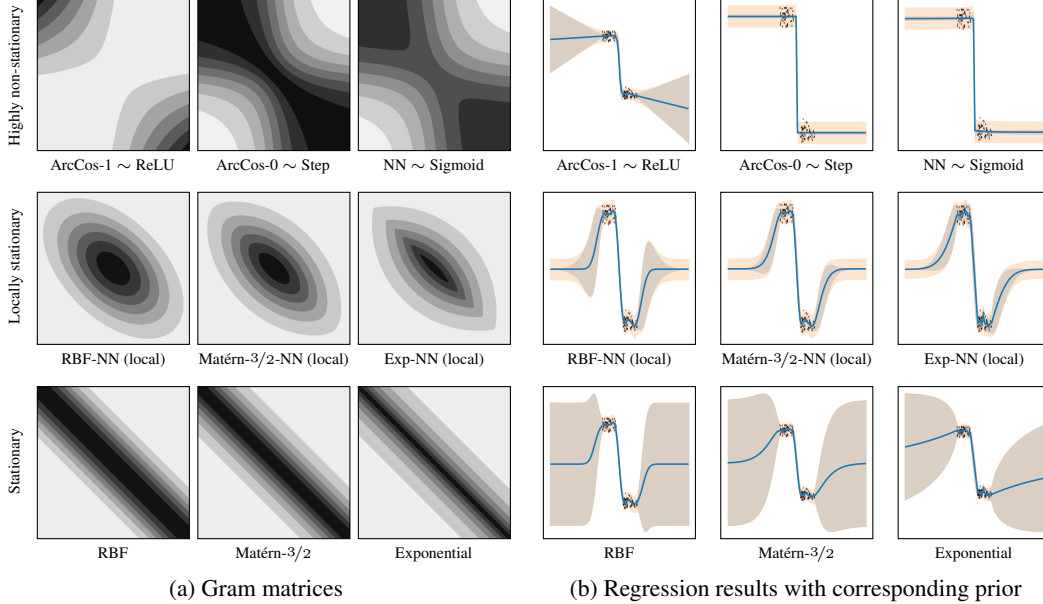 Highly non-stationary
ArcCos-1 ∼ ReLU
ArcCos-0 ∼ Step
NN ∼ Sigmoid
ArcCos-1 ∼ ReLU
ArcCos-0 ∼ Step
NN ∼ Sigmoid
Locally stationary
RBF-NN (local)
Matérn-3/2-NN (local)
Exp-NN (local)
RBF-NN (local)
Matérn-3/2-NN (local)
Exp-NN (local)
Stationary
RBF
Matérn-3/2
Exponential
RBF
Matérn-3/2
Exponential
(a) Gram matrices
(b) Regression results with corresponding prior